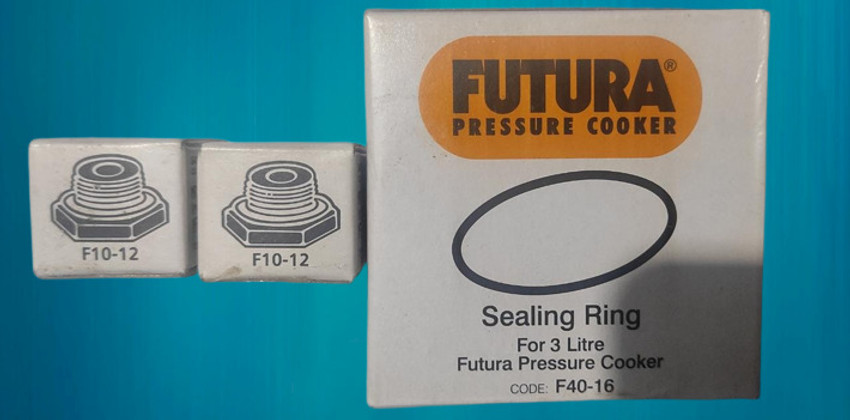 F10-12
F10-12
FUTURA®
PRESSURE COOKER
Sealing Ring
For 3 Litre
Futura Pressure Cooker
CODE: F40-16